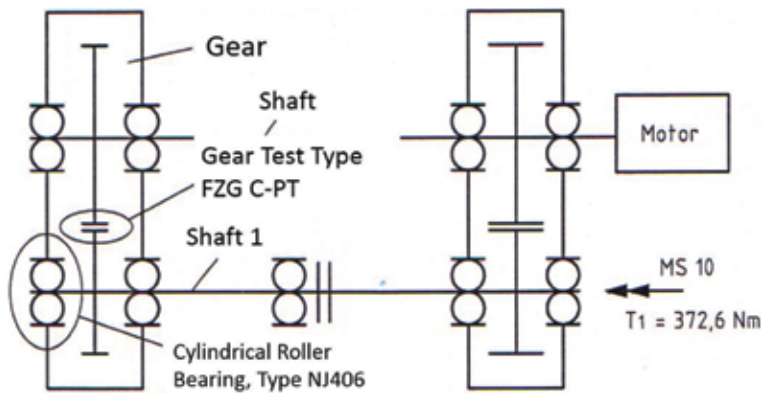 Gear
Shaft
Gear Test Type
FZG C-PT
Motor
Shaft 1
MS 10
T1 = 372,6 Nm
Cylindrical Roller
Bearing, Type NJ406